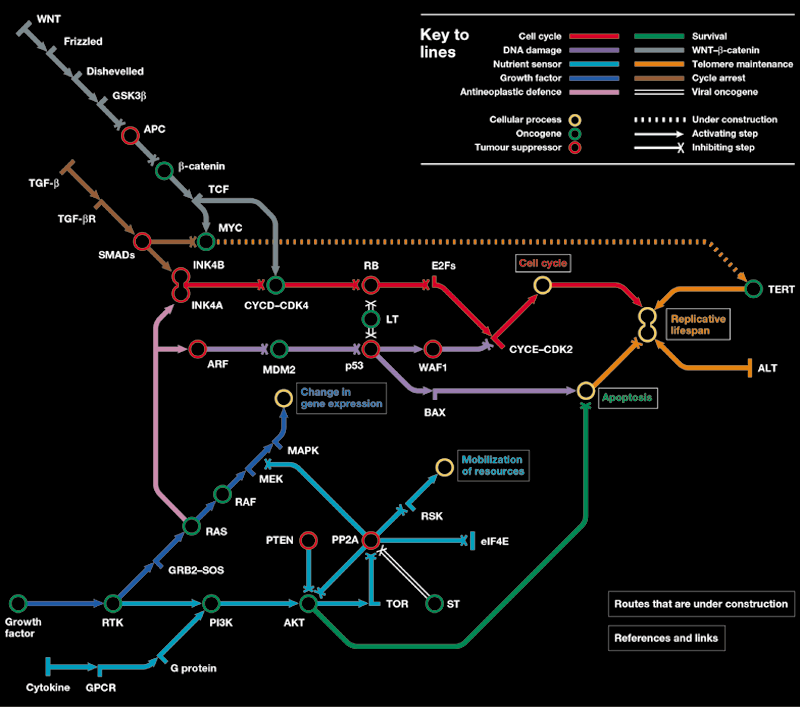 WNT
Frizzled
Dishevelled
GSK3β
APC
β-catenin
TCF
MYC
TGF-β
TGF-βR
SMADs
INK4B
INK4A
Key to
lines
Cell cycle
DNA damage
Nutrient sensor
Growth factor
Antineoplastic defence
Survival
WNT–β-catenin
Telomere maintenance
Cycle arrest
Viral oncogene
Cellular process
Oncogene
Tumour suppressor
Under construction
Activating step
Inhibiting step
CYCD–CDK4
RB
E2Fs
Cell cycle
TERT
LT
Replicative
lifespan
ARF
MDM2
p53
WAF1
CYCE–CDK2
ALT
BAX
Apoptosis
Change in
gene expression
MAPK
MEK
RAF
RAS
GRB2–SOS
Mobilization
of resources
RSK
PTEN
PP2A
eIF4E
Growth
factor
RTK
PI3K
AKT
TOR
ST
Cytokine
GPCR
G protein
Routes that are under construction
References and links